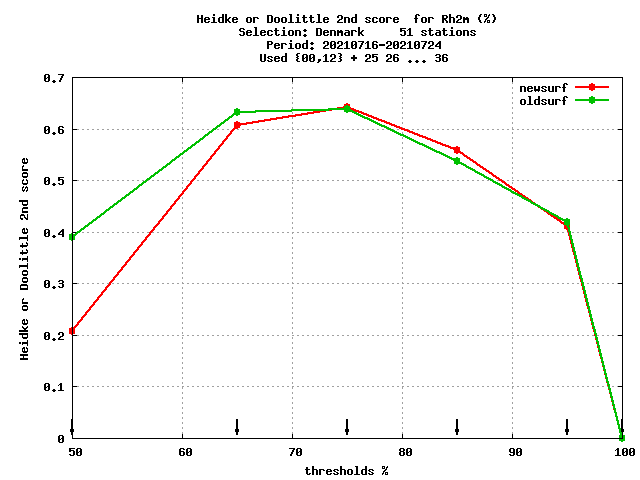 Heidke or Doolittle 2nd score  for Rh2m (%)
Selection: Denmark     51 stations
Period: 20210716-20210724
Used {00,12} + 25 26 ... 36
newsurf
oldsurf
0.7
0.6
0.5
0.4
0.3
0.2
0.1
0
Heidke or Doolittle 2nd score
50 60 70 80 90 100
thresholds %